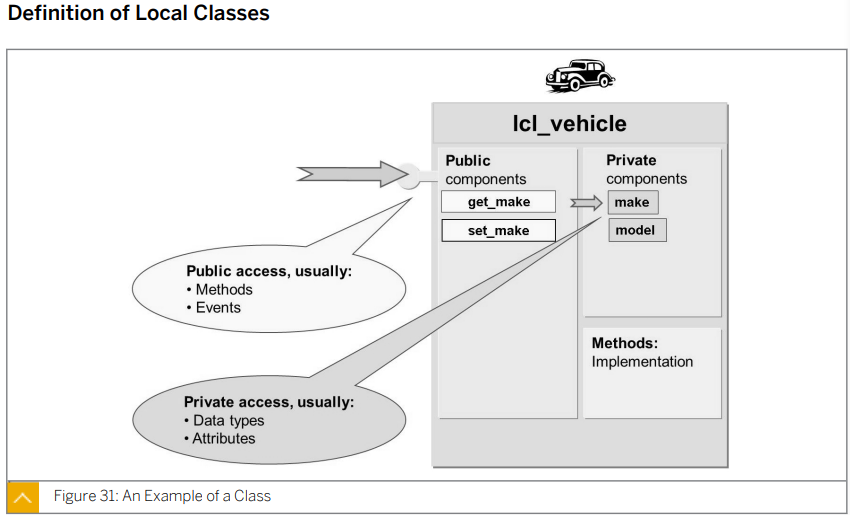 Definition of Local Classes
lcl_vehicle
Public
components
get_make
set_make
Private
components
make
model
Methods:
Implementation
Public access, usually:
• Methods
• Events
Private access, usually:
• Data types
• Attributes
Figure 31: An Example of a Class